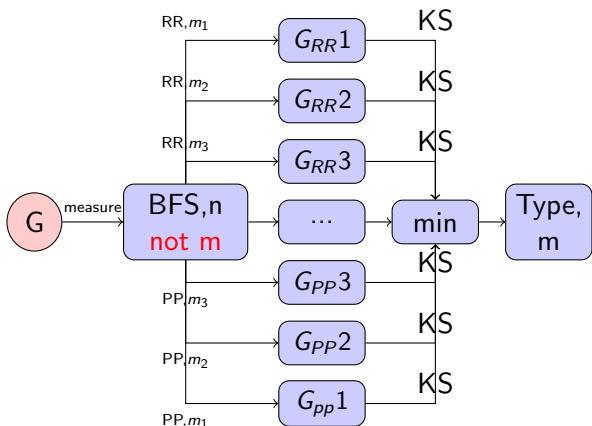 RR,m₁
G_RR1
KS
RR,m₂
G_RR2
KS
RR,m₃
G_RR3
KS
G
measure
BFS,n
not m
...
min
Type,
m
PP,m₃
G_PP3
KS
PP,m₂
G_PP2
KS
PP,m₁
G_pp1
KS